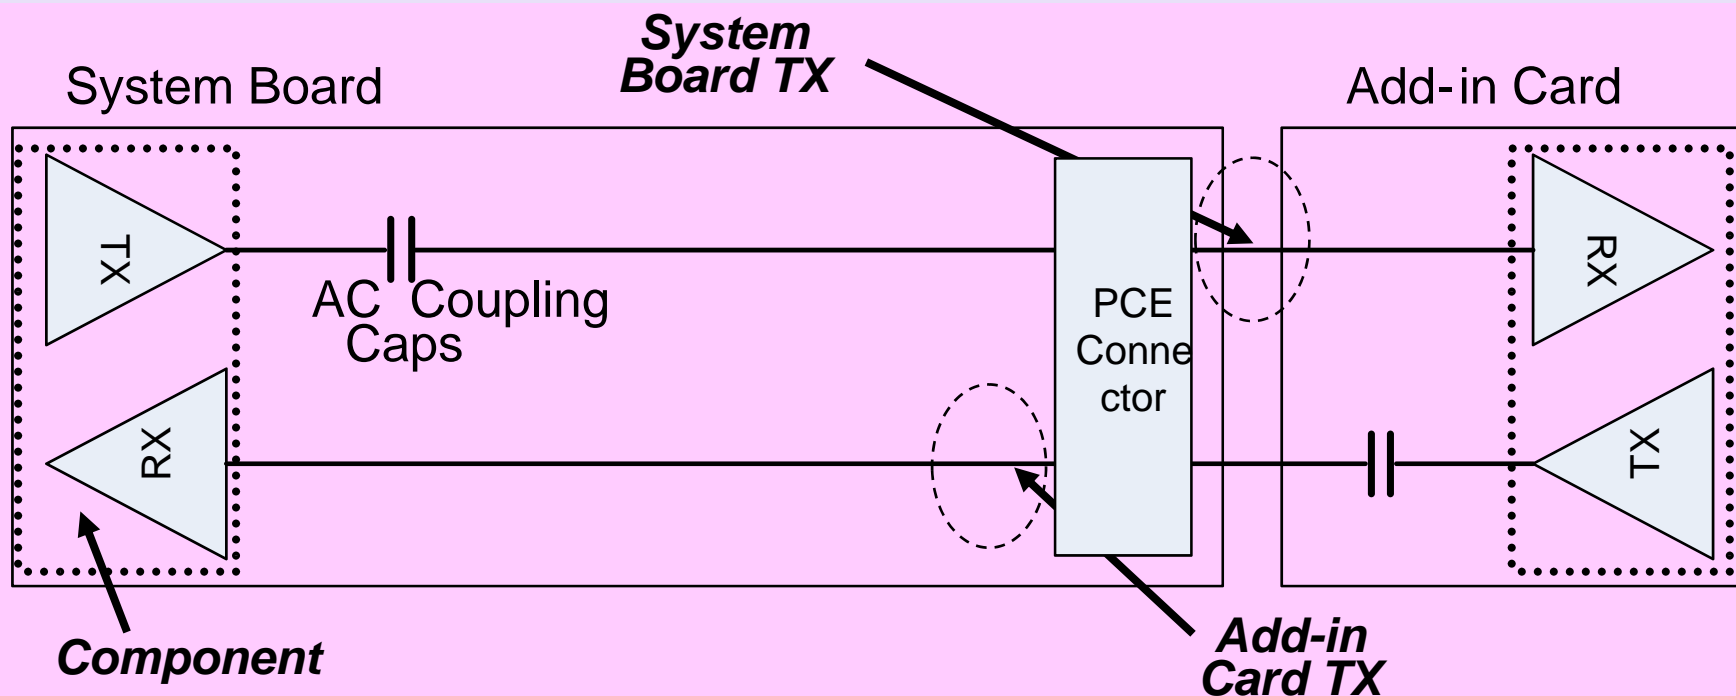 System
Board TX
System Board
Add-in Card
TX
RX
AC Coupling
Caps
PCE
Conne
ctor
RX
TX
Component
Add-in
Card TX